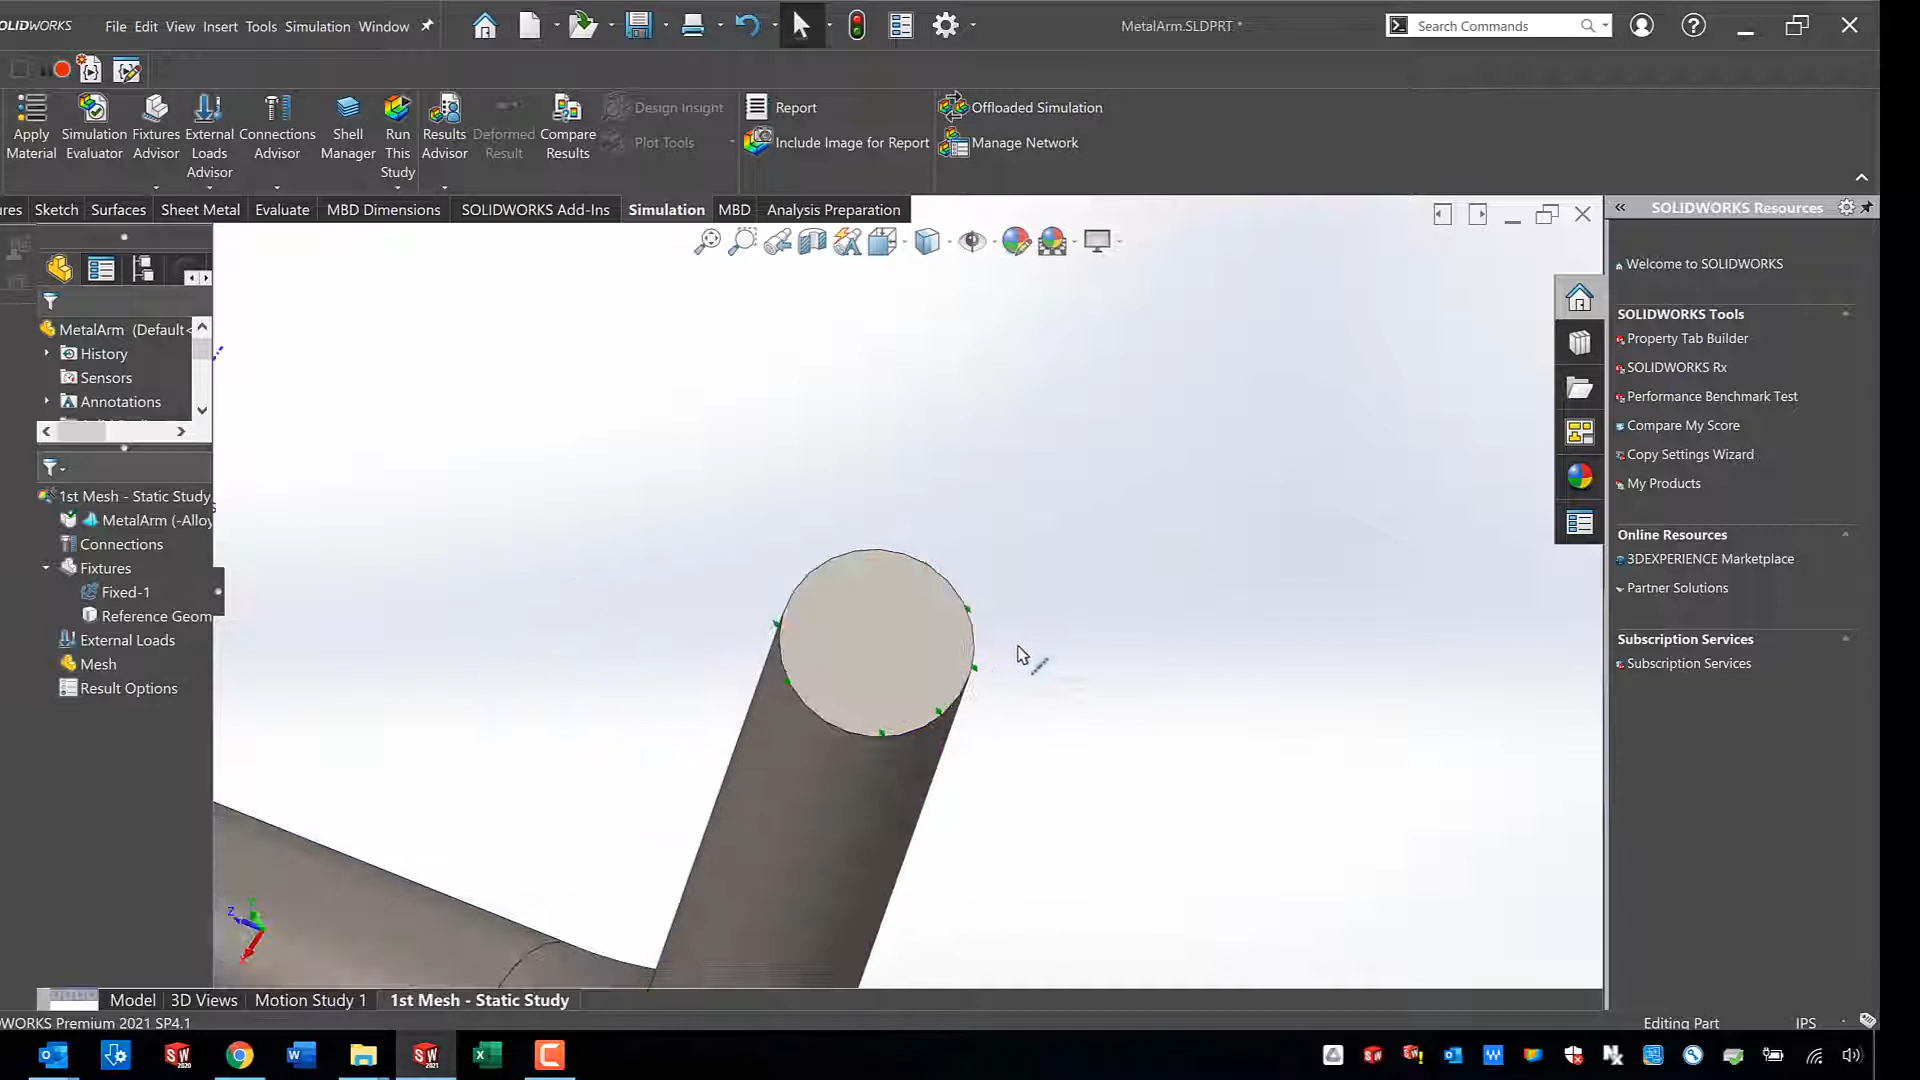 SOLIDWORKS File Edit View Insert Tools Simulation Window
MetalArm.SLDPRT *
Search Commands
Apply Material
Simulation Evaluator
Fixtures Advisor
External Loads Advisor
Connections Advisor
Shell Manager
Run This Study
Results Advisor
Deformed Result
Compare Results
Design Insight
Plot Tools
Report
Include Image for Report
Offloaded Simulation
Manage Network
ures Sketch Surfaces Sheet Metal Evaluate MBD Dimensions SOLIDWORKS Add-Ins Simulation MBD Analysis Preparation
MetalArm (Default<
History
Sensors
Annotations
1st Mesh - Static Study
MetalArm (-Alloy
Connections
Fixtures
Fixed-1
Reference Geom
External Loads
Mesh
Result Options
Z Y X
SOLIDWORKS Resources
Welcome to SOLIDWORKS
SOLIDWORKS Tools
Property Tab Builder
SOLIDWORKS Rx
Performance Benchmark Test
Compare My Score
Copy Settings Wizard
My Products
Online Resources
3DEXPERIENCE Marketplace
Partner Solutions
Subscription Services
Subscription Services
Model 3D Views Motion Study 1 1st Mesh - Static Study
WORKS Premium 2021 SP4.1
Editing Part IPS